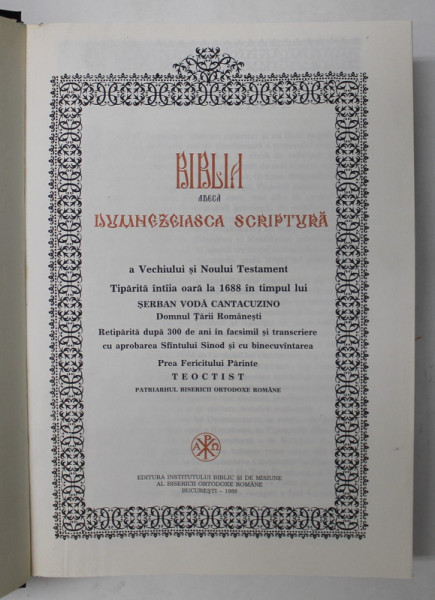 BIBLIA
ADECĂ
DUMNEZEIASCA SCRIPTURĂ
a Vechiului și Noului Testament
Tipărită întîia oară la 1688 în timpul lui
ȘERBAN VODĂ CANTACUZINO
Domnul Țării Românești
Retipărită după 300 de ani în facsimil și transcriere
cu aprobarea Sfîntului Sinod și cu binecuvîntarea
Prea Fericitului Părinte
TEOCTIST
PATRIARHUL BISERICII ORTODOXE ROMÂNE
Α Ρ Ω
EDITURA INSTITUTULUI BIBLIC ȘI DE MISIUNE
AL BISERICII ORTODOXE ROMÂNE
BUCUREȘTI - 1988